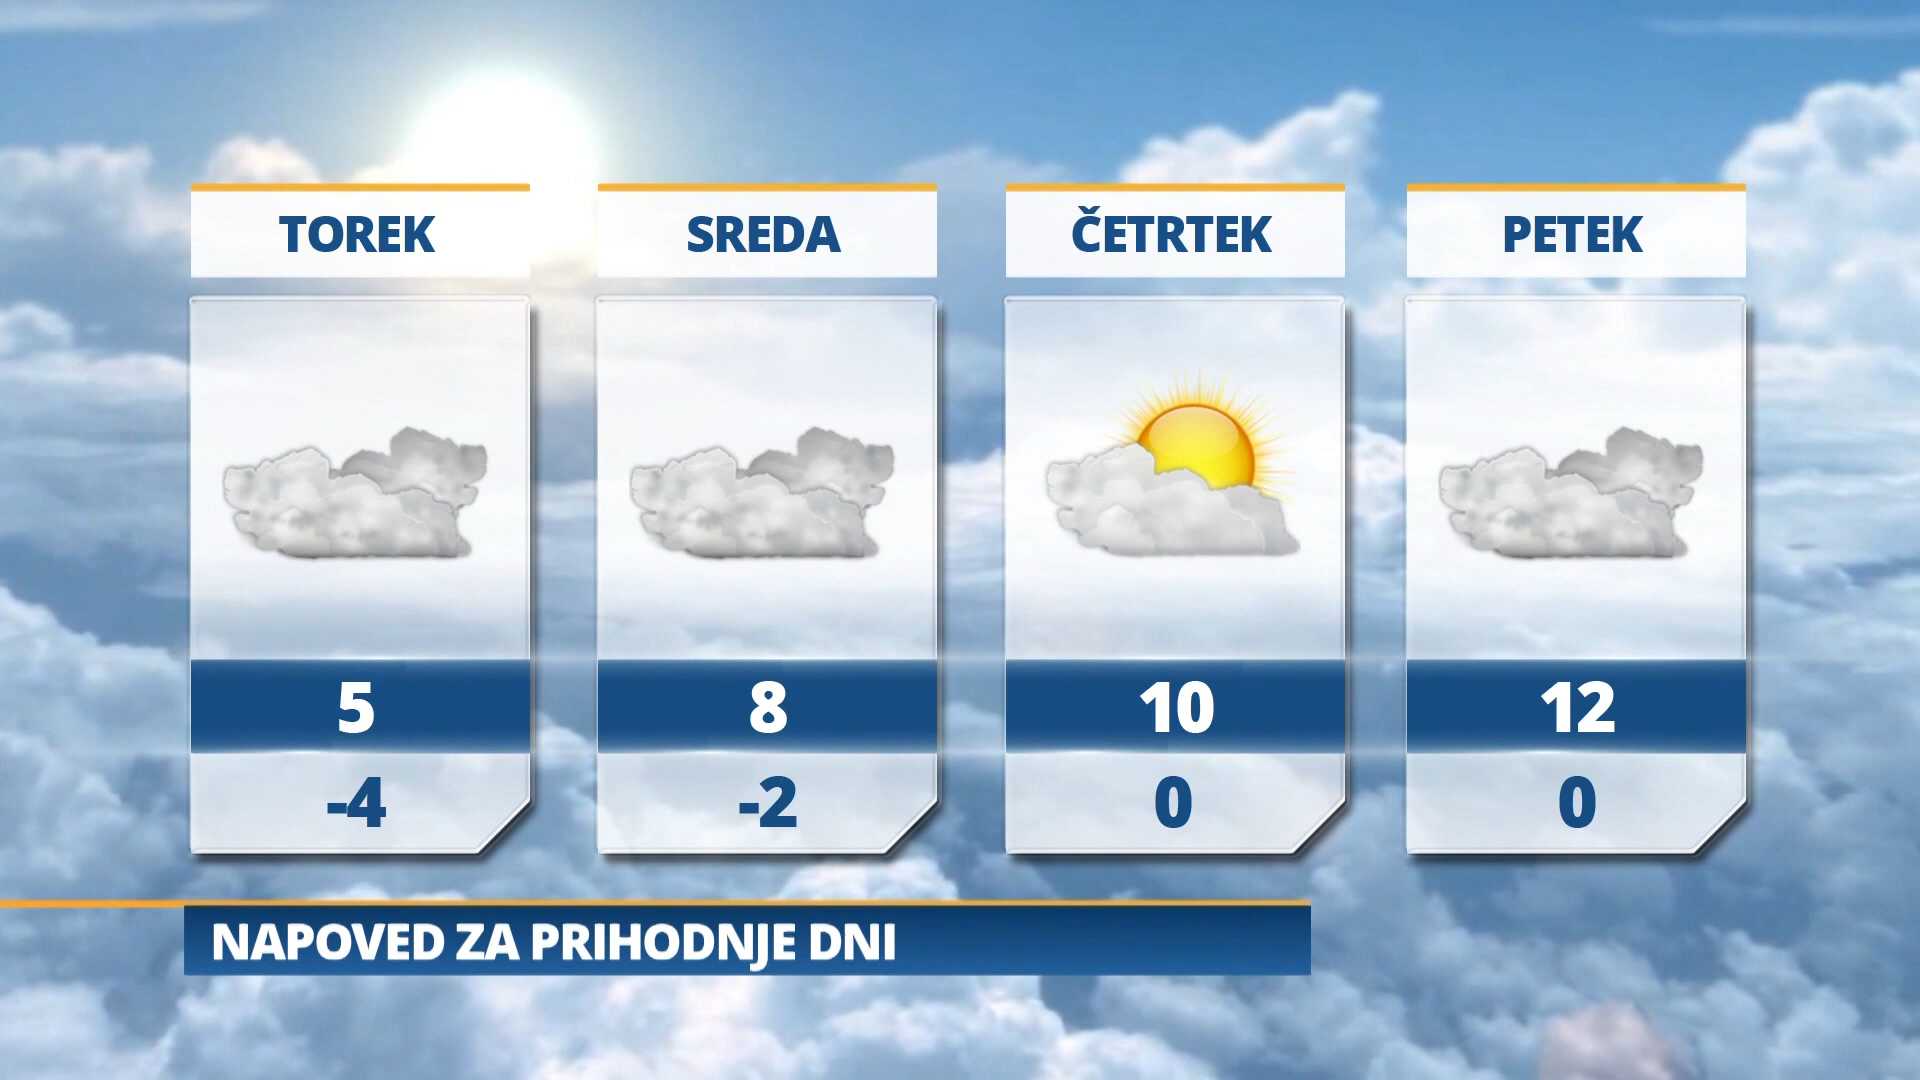 TOREK
SREDA
ČETRTEK
PETEK
5
8
10
12
-4
-2
0
0
NAPOVED ZA PRIHODNJE DNI